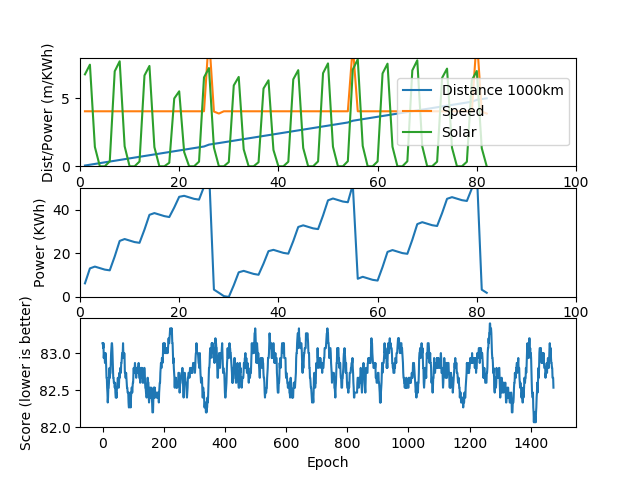 Dist/Power (m/KWh)
5
0
Distance 1000km
Speed
Solar
0 20 40 60 80 100
Power (KWh)
40
20
0
0 20 40 60 80 100
Score (lower is better)
83.0
82.5
82.0
0 200 400 600 800 1000 1200 1400
Epoch